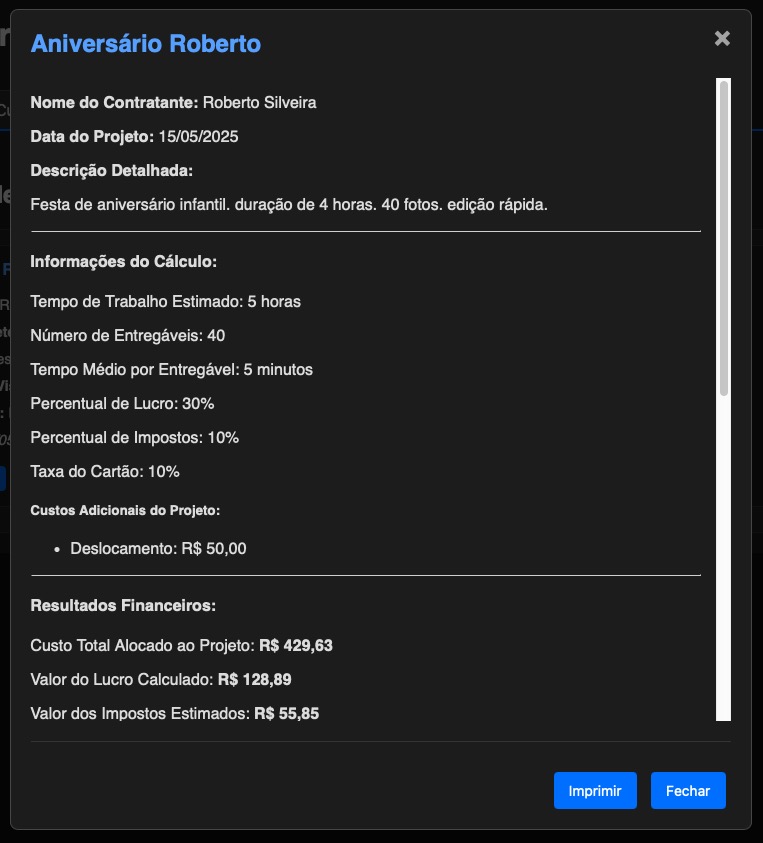 Aniversário Roberto
Nome do Contratante: Roberto Silveira
Data do Projeto: 15/05/2025
Descrição Detalhada:
Festa de aniversário infantil. duração de 4 horas. 40 fotos. edição rápida.
Informações do Cálculo:
Tempo de Trabalho Estimado: 5 horas
Número de Entregáveis: 40
Tempo Médio por Entregável: 5 minutos
Percentual de Lucro: 30%
Percentual de Impostos: 10%
Taxa do Cartão: 10%
Custos Adicionais do Projeto:
• Deslocamento: R$ 50,00
Resultados Financeiros:
Custo Total Alocado ao Projeto: R$ 429,63
Valor do Lucro Calculado: R$ 128,89
Valor dos Impostos Estimados: R$ 55,85
Imprimir
Fechar